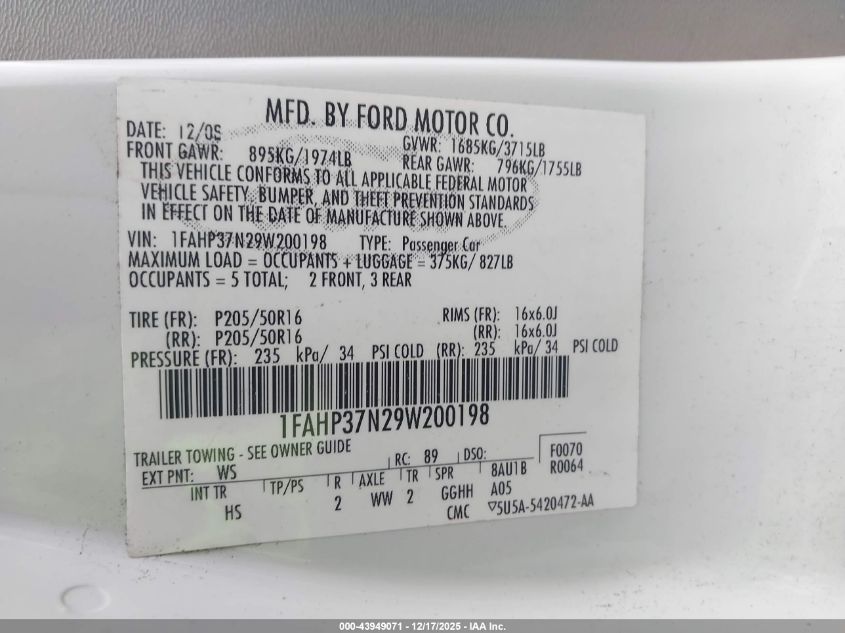 MFD. BY FORD MOTOR CO.
DATE: 12/05 GVWR: 1685KG/3715LB
FRONT GAWR: 895KG/1974LB REAR GAWR: 796KG/1755LB
THIS VEHICLE CONFORMS TO ALL APPLICABLE FEDERAL MOTOR
VEHICLE SAFETY, BUMPER, AND THEFT PREVENTION STANDARDS
IN EFFECT ON THE DATE OF MANUFACTURE SHOWN ABOVE.
VIN: 1FAHP37N29W200198 TYPE: Passenger Car
MAXIMUM LOAD = OCCUPANTS + LUGGAGE = 375KG/ 827LB
OCCUPANTS = 5 TOTAL; 2 FRONT, 3 REAR
TIRE (FR): P205/50R16 RIMS (FR): 16x6.0J
(RR): P205/50R16 (RR): 16x6.0J
PRESSURE (FR): 235 kPa/ 34 PSI COLD (RR): 235 kPa/ 34 PSI COLD
1FAHP37N29W200198
TRAILER TOWING - SEE OWNER GUIDE
EXT PNT: WS RC: 89 DSO: F0070
R0064
INT TR TP/PS R AXLE TR SPR 8AU1B
HS 2 WW 2 GGHH A05
CMC ▽5U5A-5420472-AA
000-43949071 - 12/17/2025 - IAA Inc.